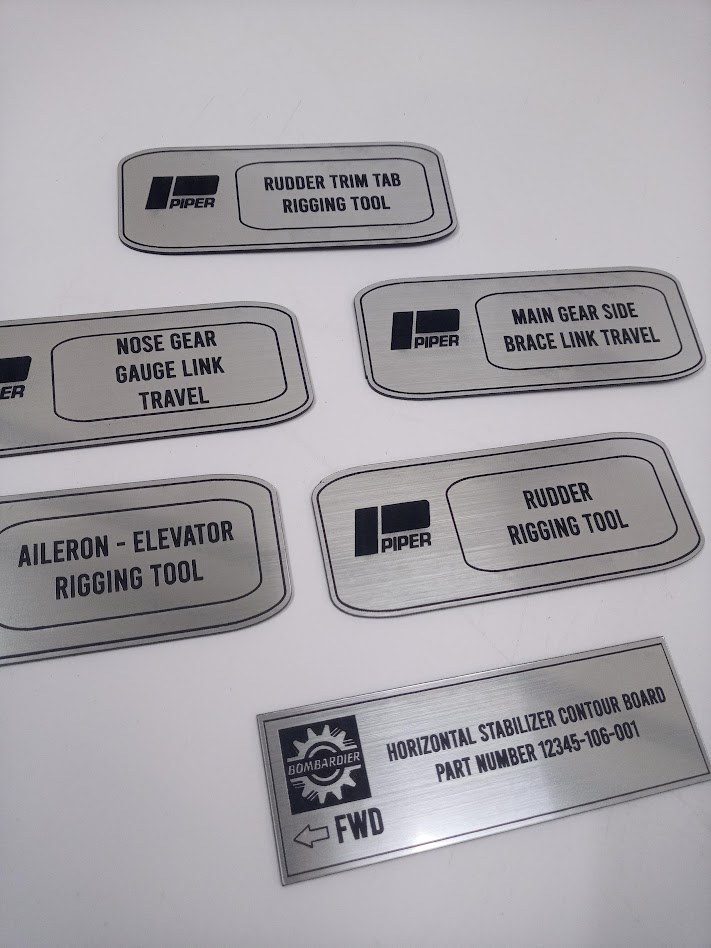 PIPER
RUDDER TRIM TAB
RIGGING TOOL
NOSE GEAR
GAUGE LINK
TRAVEL
ER
PIPER
MAIN GEAR SIDE
BRACE LINK TRAVEL
AILERON - ELEVATOR
RIGGING TOOL
PIPER
RUDDER
RIGGING TOOL
BOMBARDIER
HORIZONTAL STABILIZER CONTOUR BOARD
PART NUMBER 12345-106-001
FWD